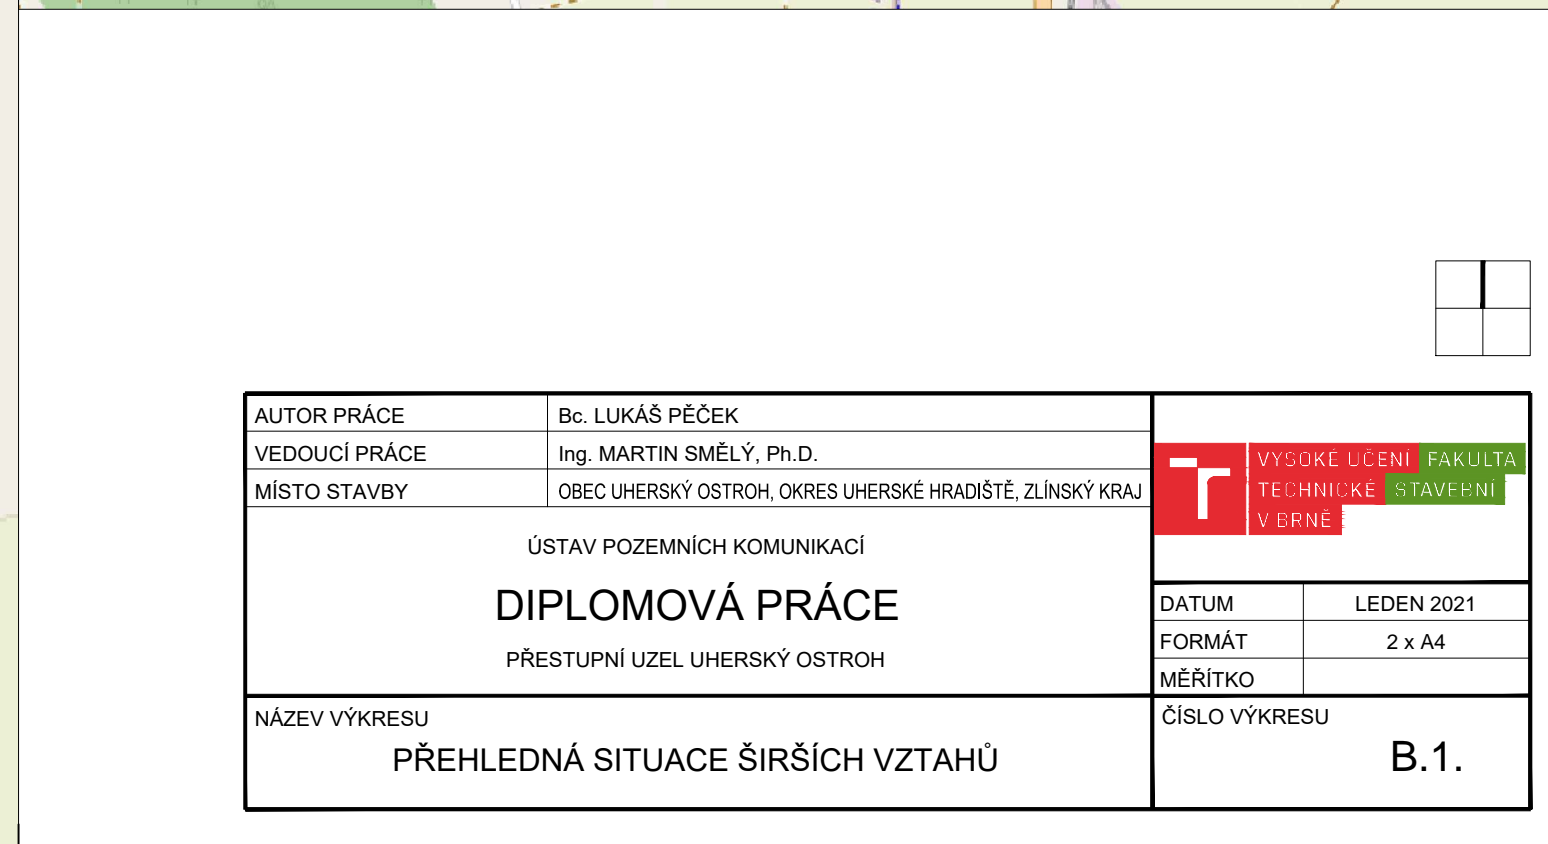 AUTOR PRÁCE Bc. LUKÁŠ PĚČEK
VEDOUCÍ PRÁCE Ing. MARTIN SMĚLÝ, Ph.D.
MÍSTO STAVBY OBEC UHERSKÝ OSTROH, OKRES UHERSKÉ HRADIŠTĚ, ZLÍNSKÝ KRAJ
VYSOKÉ UČENÍ FAKULTA
TECHNICKÉ STAVEBNÍ
V BRNĚ
ÚSTAV POZEMNÍCH KOMUNIKACÍ
DIPLOMOVÁ PRÁCE
PŘESTUPNÍ UZEL UHERSKÝ OSTROH
DATUM LEDEN 2021
FORMÁT 2 x A4
MĚŘÍTKO
NÁZEV VÝKRESU
PŘEHLEDNÁ SITUACE ŠIRŠÍCH VZTAHŮ
ČÍSLO VÝKRESU
B.1.